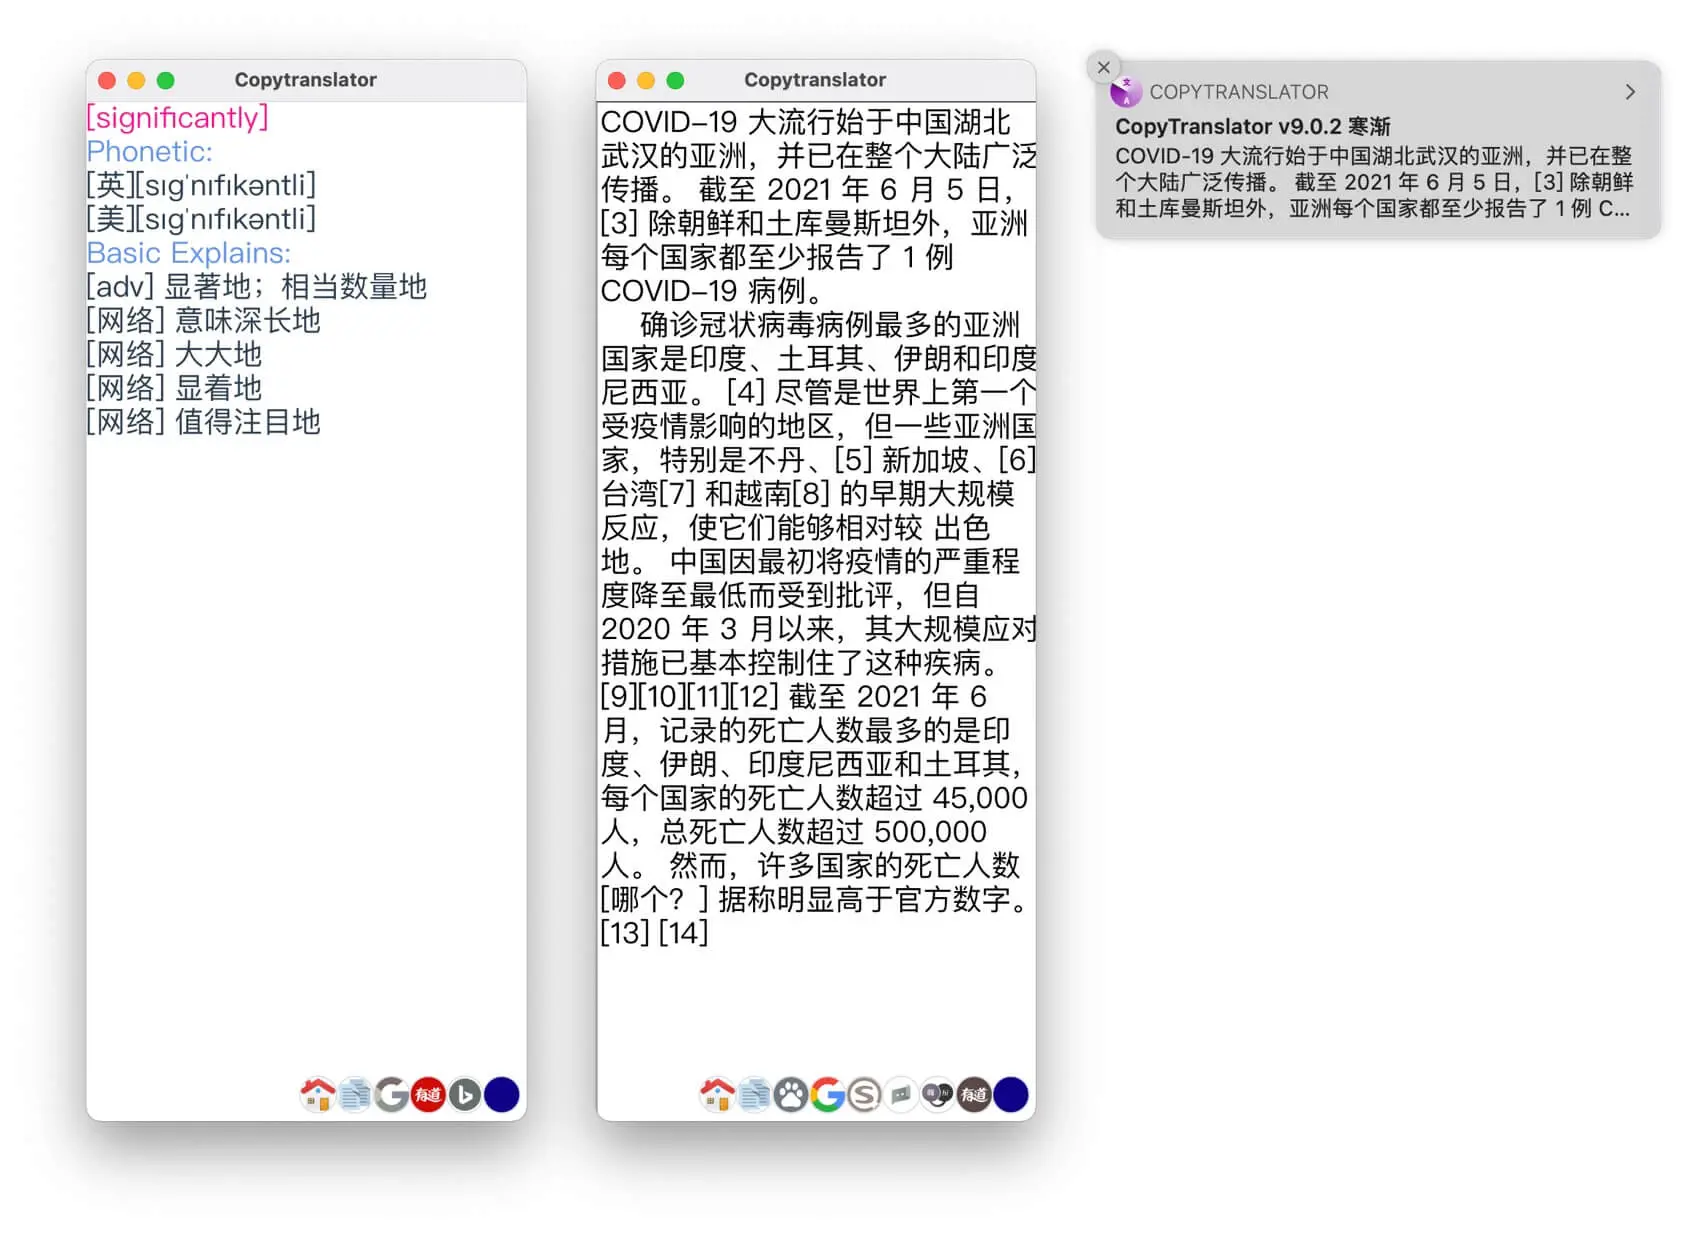 Copytranslator
[significantly]
Phonetic:
[英][sɪɡˈnɪfɪkəntli]
[美][sɪɡˈnɪfɪkəntli]
Basic Explains:
[adv] 显著地；相当数量地
[网络] 意味深长地
[网络] 大大地
[网络] 显着地
[网络] 值得注目地
有道
Copytranslator
COVID-19 大流行始于中国湖北
武汉的亚洲，并已在整个大陆广泛
传播。 截至 2021 年 6 月 5 日，
[3] 除朝鲜和土库曼斯坦外，亚洲
每个国家都至少报告了 1 例
COVID-19 病例。
确诊冠状病毒病例最多的亚洲
国家是印度、土耳其、伊朗和印度
尼西亚。 [4] 尽管是世界上第一个
受疫情影响的地区，但一些亚洲国
家，特别是不丹、[5] 新加坡、[6]
台湾[7] 和越南[8] 的早期大规模
反应，使它们能够相对较 出色
地。 中国因最初将疫情的严重程
度降至最低而受到批评，但自
2020 年 3 月以来，其大规模应对
措施已基本控制住了这种疾病。
[9][10][11][12] 截至 2021 年 6
月，记录的死亡人数最多的是印
度、伊朗、印度尼西亚和土耳其，
每个国家的死亡人数超过 45,000
人，总死亡人数超过 500,000
人。 然而，许多国家的死亡人数
[哪个？] 据称明显高于官方数字。
[13] [14]
有道
COPYTRANSLATOR
CopyTranslator v9.0.2 寒渐
COVID-19 大流行始于中国湖北武汉的亚洲，并已在整
个大陆广泛传播。 截至 2021 年 6 月 5 日，[3] 除朝鲜
和土库曼斯坦外，亚洲每个国家都至少报告了 1 例 C...